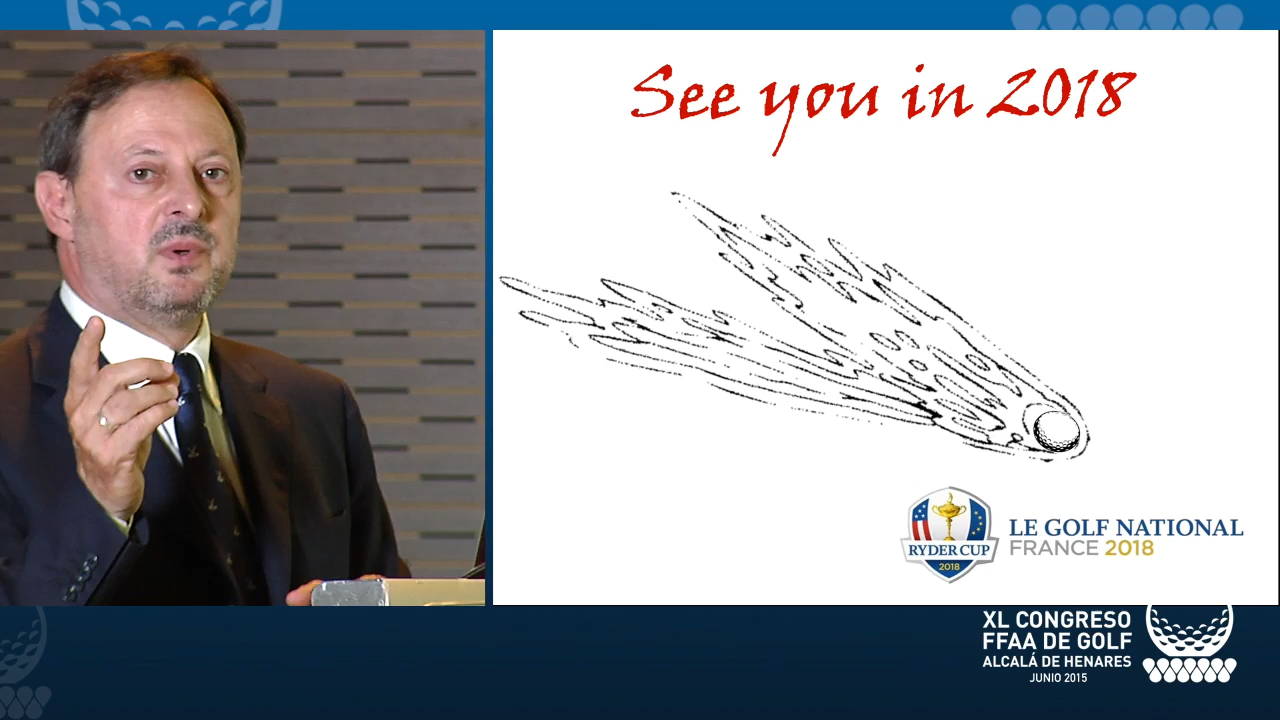 See you in 2018
RYDER CUP
2018
LE GOLF NATIONAL
FRANCE 2018
XL CONGRESO
FFAA DE GOLF
ALCALÁ DE HENARES
JUNIO 2015